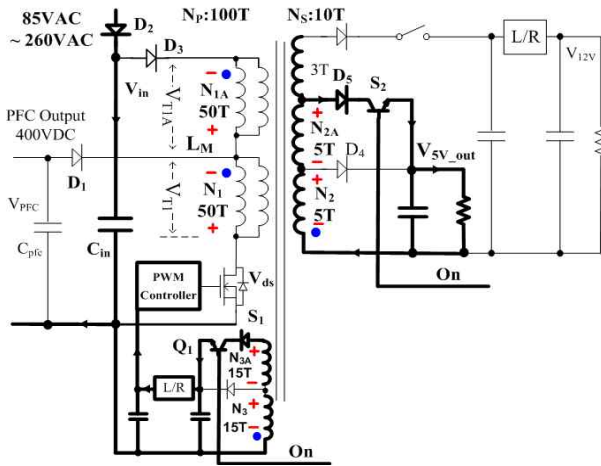 85VAC
~ 260VAC
D2
NP:100T
NS:10T
D3
Vin
VT1A
N1A
50T
LM
3T
D5
S2
L/R
V12V
PFC Output
400VDC
D1
VPFC
Cpfc
Cin
VT1
N1
50T
N2A
5T
D4
V5V_out
N2
5T
PWM
Controller
Vds
S1
On
Q1
N3A
15T
L/R
N3
15T
On